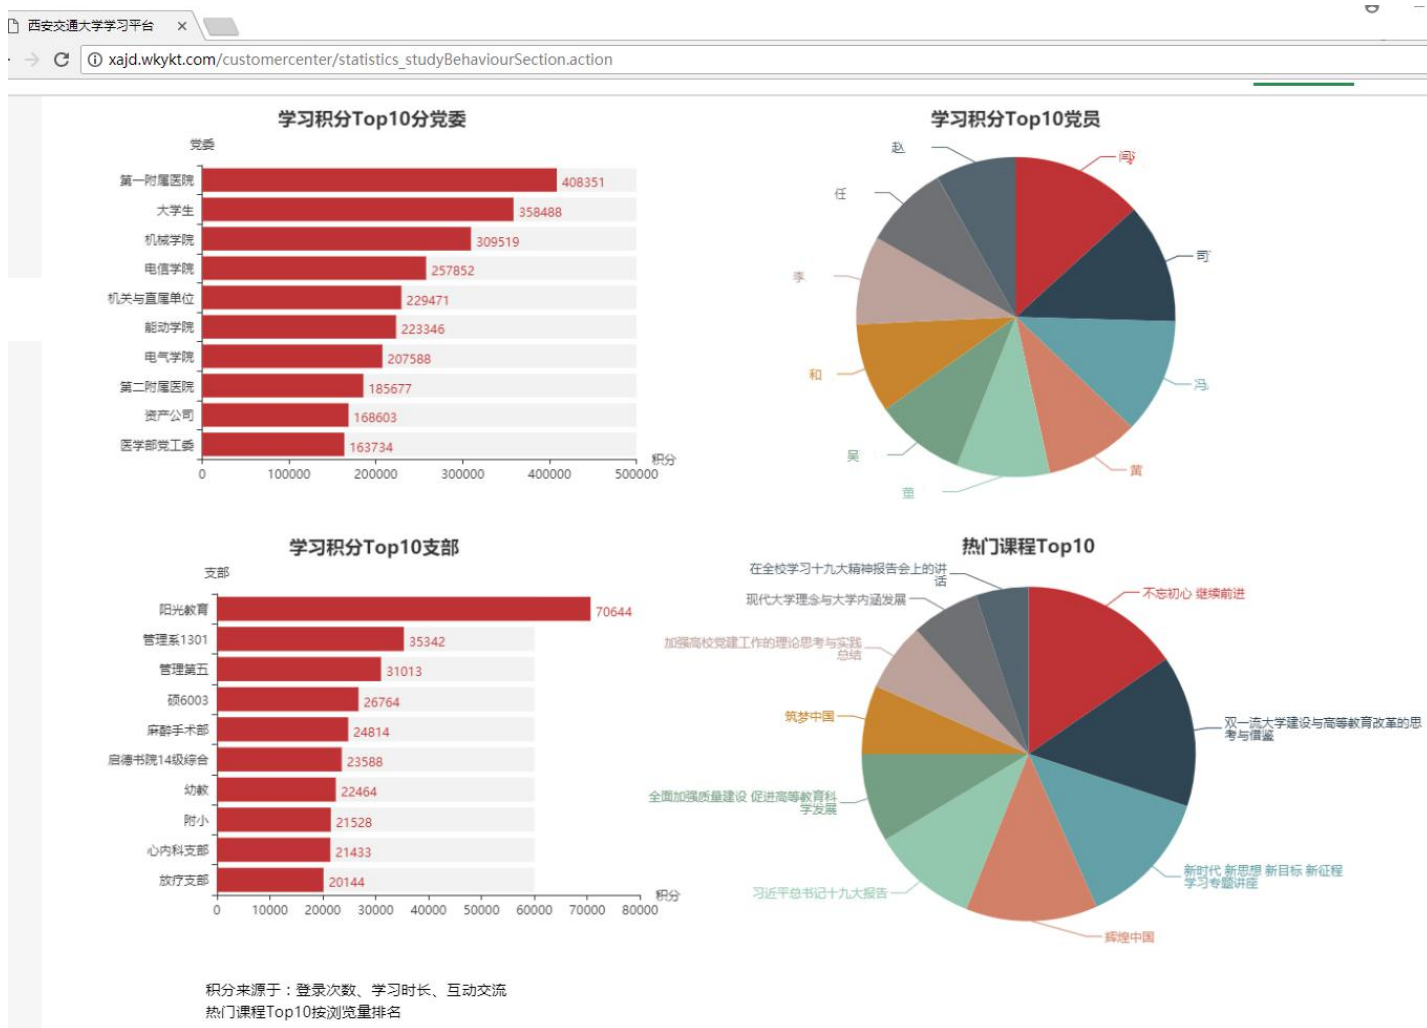 西安交通大学学习平台
xajd.wkykt.com/customercenter/statistics_studyBehaviourSection.action
学习积分Top10分党委
党委
第一附属医院 408351
大学生 358488
机械学院 309519
电信学院 257852
机关与直属单位 229471
能动学院 223346
电气学院 207588
第二附属医院 185677
资产公司 168603
医学部党工委 163734
积分
0 100000 200000 300000 400000 500000
学习积分Top10党员
赵
任
李
和
吴
董
黄
冯
司
闫
学习积分Top10支部
支部
阳光教育 70644
管理系1301 35342
管理第五 31013
硕6003 26764
麻醉手术部 24814
启德书院14级综合 23588
幼教 22464
附小 21528
心内科支部 21433
放疗支部 20144
积分
0 10000 20000 30000 40000 50000 60000 70000 80000
热门课程Top10
在全校学习十九大精神报告会上的讲
话
现代大学理念与大学内涵发展
加强高校党建工作的理论思考与实践
总结
筑梦中国
全面加强质量建设 促进高等教育科
学发展
习近平总书记十九大报告
不忘初心 继续前进
双一流大学建设与高等教育改革的思
考与借鉴
新时代 新思想 新目标 新征程
学习专题讲座
辉煌中国
积分来源于：登录次数、学习时长、互动交流
热门课程Top10按浏览量排名